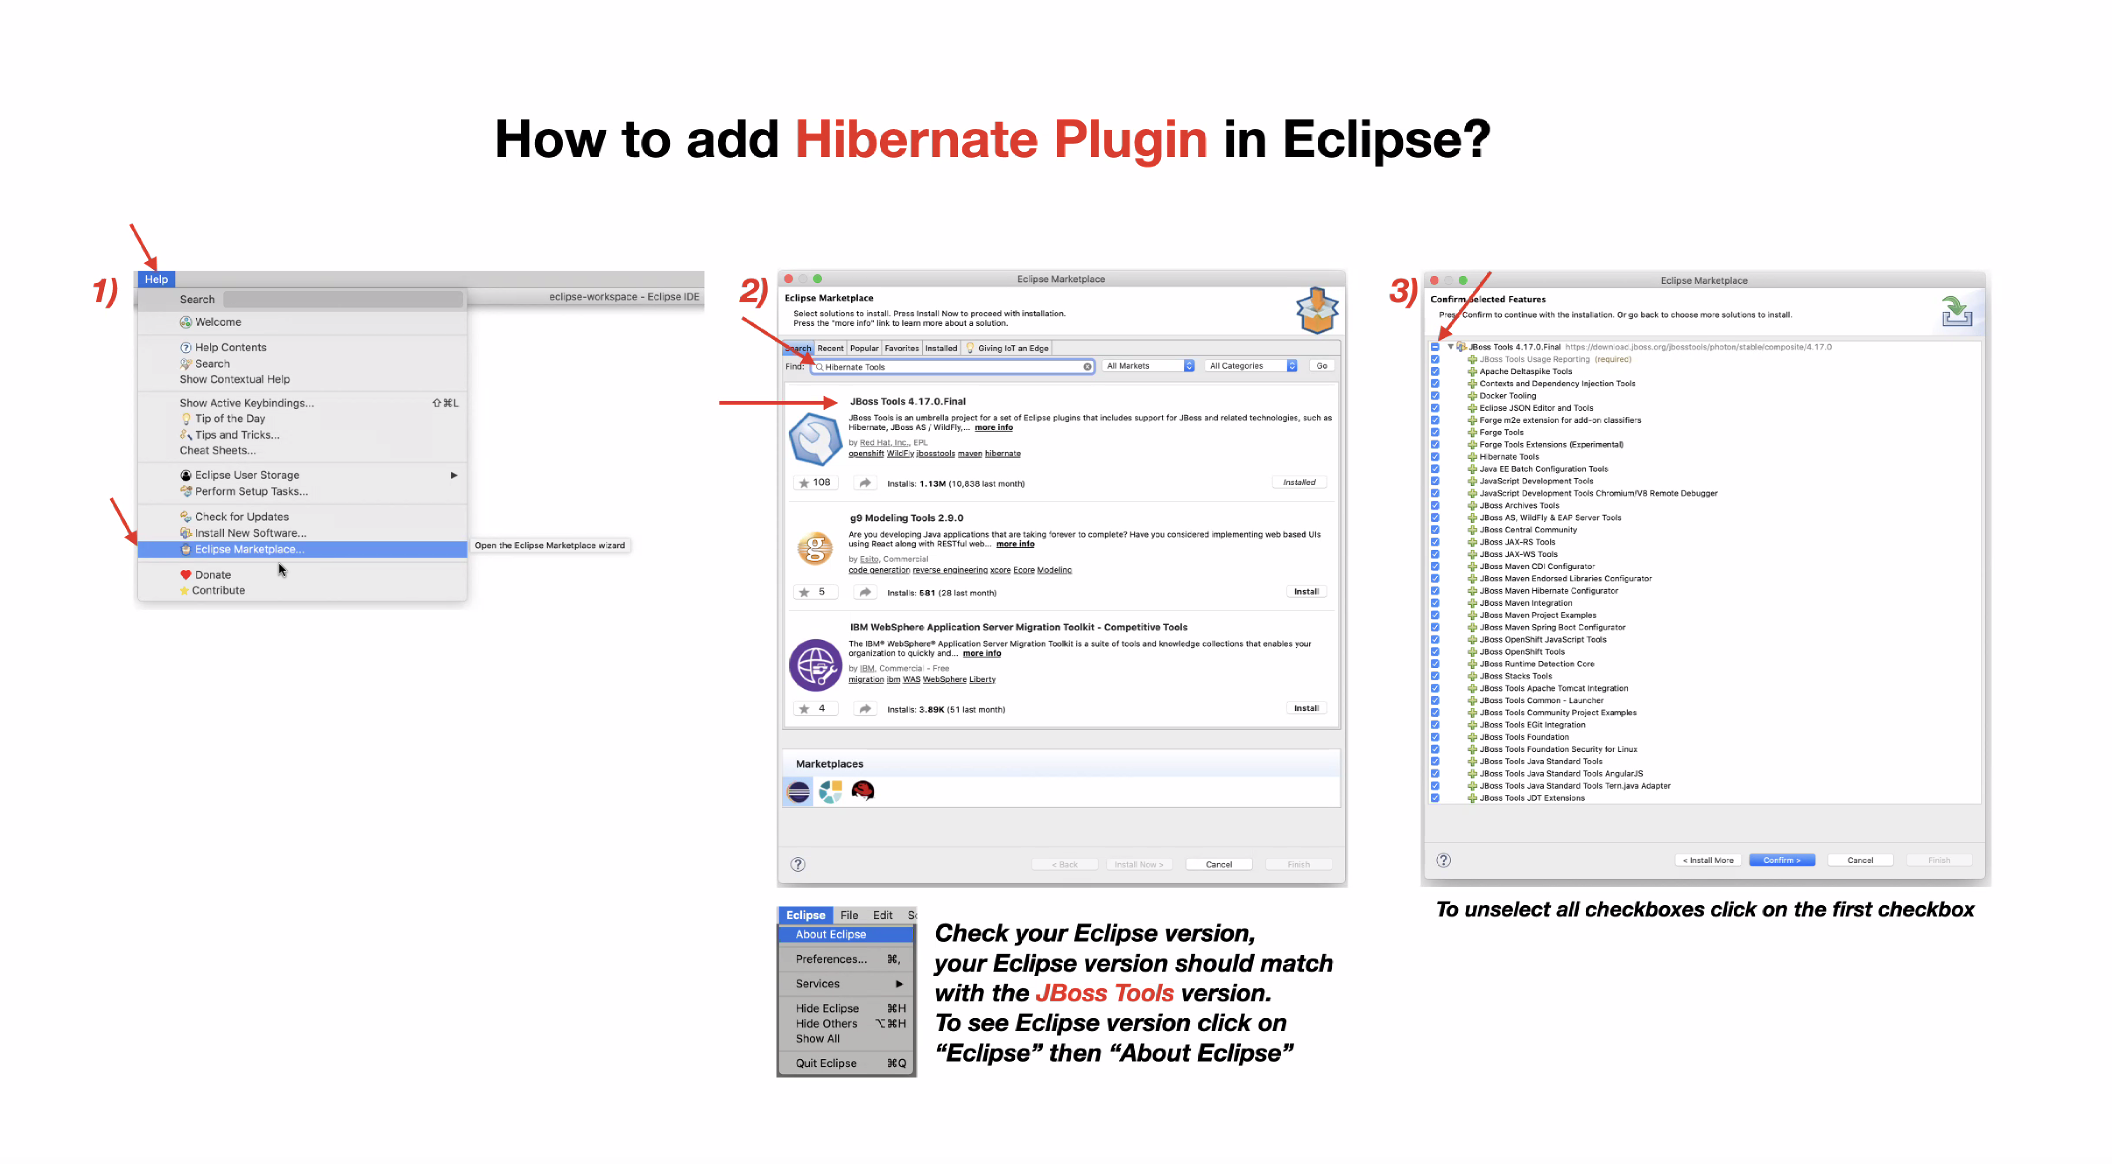 How to add Hibernate Plugin in Eclipse?
1)
Help
eclipse-workspace - Eclipse IDE
Search
Welcome
Help Contents
Search
Show Contextual Help
Show Active Keybindings... ⇧⌘L
Tip of the Day
Tips and Tricks...
Cheat Sheets...
Eclipse User Storage
Perform Setup Tasks...
Check for Updates
Install New Software...
Eclipse Marketplace...
Open the Eclipse Marketplace wizard
Donate
Contribute
2)
Eclipse Marketplace
Eclipse Marketplace
Select solutions to install. Press Install Now to proceed with installation.
Press the "more info" link to learn more about a solution.
Search Recent Popular Favorites Installed Giving IoT an Edge
Find: Hibernate Tools All Markets All Categories Go
JBoss Tools 4.17.0.Final
JBoss Tools is an umbrella project for a set of Eclipse plugins that includes support for JBoss and related technologies, such as
Hibernate, JBoss AS / WildFly,... more info
by Red Hat, Inc., EPL
openshift WildFly jbosstools maven hibernate
108 Installs: 1.13M (10,838 last month) Installed
g9 Modeling Tools 2.9.0
Are you developing Java applications that are taking forever to complete? Have you considered implementing web based UIs
using React along with RESTful web... more info
by Esito, Commercial
code generation reverse engineering xcore Ecore Modeling
5 Installs: 581 (28 last month) Install
IBM WebSphere Application Server Migration Toolkit - Competitive Tools
The IBM® WebSphere® Application Server Migration Toolkit is a suite of tools and knowledge collections that enables your
organization to quickly and... more info
by IBM, Commercial - Free
migration ibm WAS WebSphere Liberty
4 Installs: 3.89K (51 last month) Install
Marketplaces
? < Back Install Now > Cancel Finish
Eclipse File Edit
About Eclipse
Preferences... ⌘,
Services
Hide Eclipse ⌘H
Hide Others ⌥⌘H
Show All
Quit Eclipse ⌘Q
Check your Eclipse version,
your Eclipse version should match
with the JBoss Tools version.
To see Eclipse version click on
“Eclipse” then “About Eclipse”
3)
Eclipse Marketplace
Confirm Selected Features
Press Confirm to continue with the installation. Or go back to choose more solutions to install.
JBoss Tools 4.17.0.Final https://download.jboss.org/jbosstools/photon/stable/composite/4.17.0
JBoss Tools Usage Reporting (required)
Apache Deltaspike Tools
Contexts and Dependency Injection Tools
Docker Tooling
Eclipse JSON Editor and Tools
Forge m2e extension for add-on classifiers
Forge Tools
Forge Tools Extensions (Experimental)
Hibernate Tools
Java EE Batch Configuration Tools
JavaScript Development Tools
JavaScript Development Tools Chromium/V8 Remote Debugger
JBoss Archives Tools
JBoss AS, WildFly & EAP Server Tools
JBoss Central Community
JBoss JAX-RS Tools
JBoss JAX-WS Tools
JBoss Maven CDI Configurator
JBoss Maven Endorsed Libraries Configurator
JBoss Maven Hibernate Configurator
JBoss Maven Integration
JBoss Maven Project Examples
JBoss Maven Spring Boot Configurator
JBoss OpenShift JavaScript Tools
JBoss OpenShift Tools
JBoss Runtime Detection Core
JBoss Stacks Tools
JBoss Tools Apache Tomcat Integration
JBoss Tools Common - Launcher
JBoss Tools Community Project Examples
JBoss Tools EGit Integration
JBoss Tools Foundation
JBoss Tools Foundation Security for Linux
JBoss Tools Java Standard Tools
JBoss Tools Java Standard Tools AngularJS
JBoss Tools Java Standard Tools Tern.java Adapter
JBoss Tools JDT Extensions
? < Install More Confirm > Cancel Finish
To unselect all checkboxes click on the first checkbox